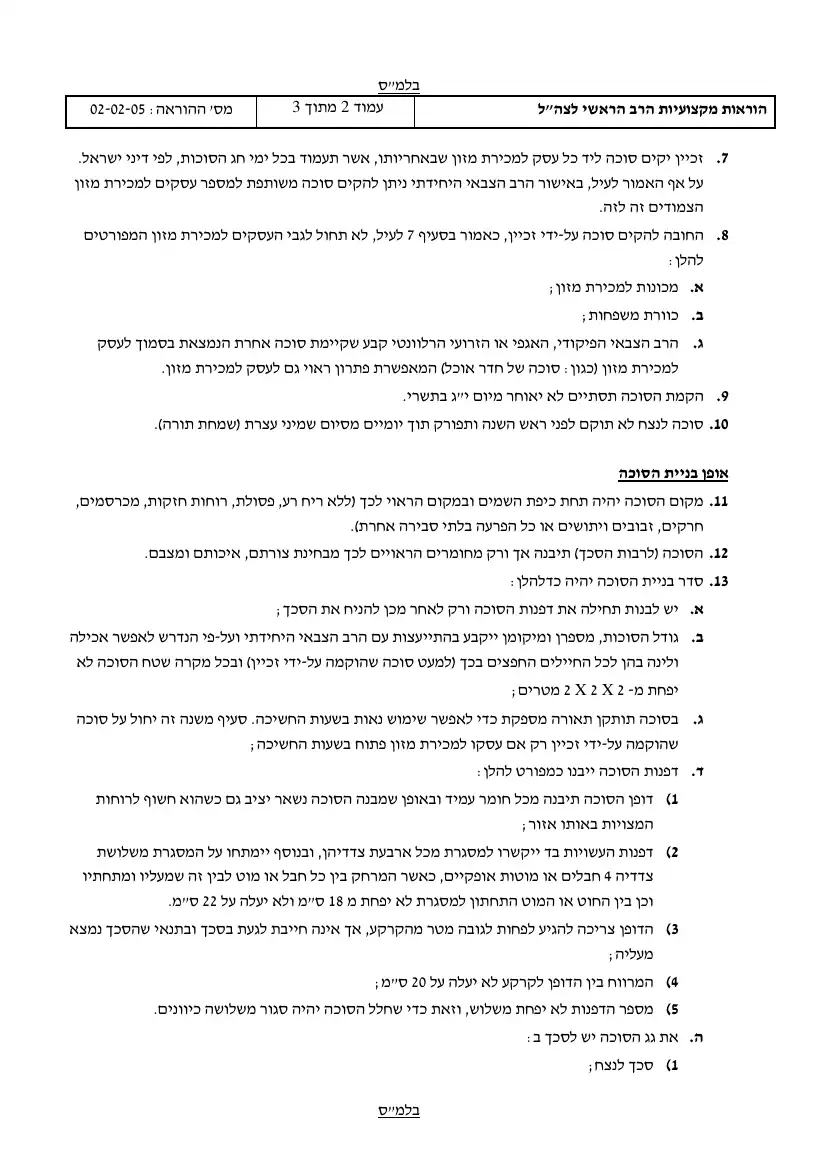 בלמ״ס
הוראות מקצועיות הרב הראשי לצה״ל עמוד 2 מתוך 3 מס׳ ההוראה: 02-02-05
7. זכיין יקים סוכה ליד כל עסק למכירת מזון שבאחריותו, אשר תעמוד בכל ימי חג הסוכות, לפי דיני ישראל.
על אף האמור לעיל, באישור הרב הצבאי היחידתי ניתן להקים סוכה משותפת למספר עסקים למכירת מזון
הצמודים זה לזה.
8. החובה להקים סוכה על-ידי זכיין, כאמור בסעיף 7 לעיל, לא תחול לגבי העסקים למכירת מזון המפורטים
להלן:
א. מכונות למכירת מזון;
ב. כוורת משפחות;
ג. הרב הצבאי הפיקודי, האגפי או הזרועי הרלוונטי קבע שקיימת סוכה אחרת הנמצאת בסמוך לעסק
למכירת מזון (כגון: סוכה של חדר אוכל) המאפשרת פתרון ראוי גם לעסק למכירת מזון.
9. הקמת הסוכה תסתיים לא יאוחר מיום י״ג בתשרי.
10. סוכה לנצח לא תוקם לפני ראש השנה ותפורק תוך יומיים מסיום שמיני עצרת (שמחת תורה).
אופן בניית הסוכה
11. מקום הסוכה יהיה תחת כיפת השמים ובמקום הראוי לכך (ללא ריח רע, פסולת, רוחות חזקות, מכרסמים,
חרקים, זבובים ויתושים או כל הפרעה בלתי סבירה אחרת).
12. הסוכה (לרבות הסכך) תיבנה אך ורק מחומרים הראויים לכך מבחינת צורתם, איכותם ומצבם.
13. סדר בניית הסוכה יהיה כדלהלן:
א. יש לבנות תחילה את דפנות הסוכה ורק לאחר מכן להניח את הסכך;
ב. גודל הסוכות, מספרן ומיקומן ייקבע בהתייעצות עם הרב הצבאי היחידתי ועל-פי הנדרש לאפשר אכילה
ולינה בהן לכל החיילים החפצים בכך (למעט סוכה שהוקמה על-ידי זכיין) ובכל מקרה שטח הסוכה לא
יפחת מ- 2 X 2 X 2 מטרים;
ג. בסוכה תותקן תאורה מספקת כדי לאפשר שימוש נאות בשעות החשיכה. סעיף משנה זה יחול על סוכה
שהוקמה על-ידי זכיין רק אם עסקו למכירת מזון פתוח בשעות החשיכה;
ד. דפנות הסוכה ייבנו כמפורט להלן:
1) דופן הסוכה תיבנה מכל חומר עמיד ובאופן שמבנה הסוכה נשאר יציב גם כשהוא חשוף לרוחות
המצויות באותו אזור;
2) דפנות העשויות בד ייקשרו למסגרת מכל ארבעת צדדיהן, ובנוסף יימתחו על המסגרת משלושת
צדדיה 4 חבלים או מוטות אופקיים, כאשר המרחק בין כל חבל או מוט לבין זה שמעליו ומתחתיו
וכן בין החוט או המוט התחתון למסגרת לא יפחת מ 18 ס״מ ולא יעלה על 22 ס״מ.
3) הדופן צריכה להגיע לפחות לגובה מטר מהקרקע, אך אינה חייבת לגעת בסכך ובתנאי שהסכך נמצא
מעליה;
4) המרווח בין הדופן לקרקע לא יעלה על 20 ס״מ;
5) מספר הדפנות לא יפחת משלוש, וזאת כדי שחלל הסוכה יהיה סגור משלושה כיוונים.
ה. את גג הסוכה יש לסכך ב:
1) סכך לנצח;
בלמ״ס